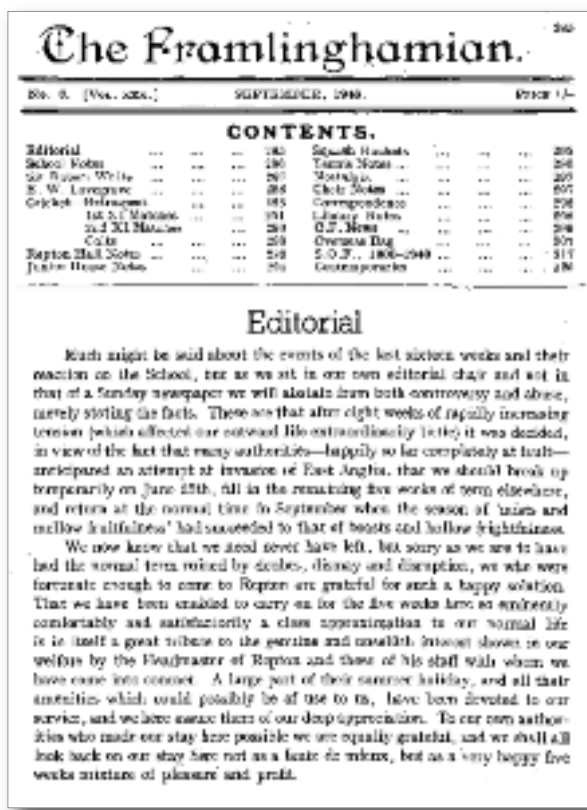 The Framlinghamian.
No. 9. [Vol. xxx.] SEPTEMBER, 1940. PRICE 1/-
CONTENTS.
Editorial ... ... ...
School Notes ... ... ...
Sir Robert White ... ... ...
E. W. Lovegrove ... ... ...
Cricket—
1st XI Matches ... ...
2nd XI Matches ... ...
Colts ... ...
Repton Hall Notes ... ... ...
Junior House Notes ... ...
Squash Rackets ... ... ...
Tennis Notes ... ... ...
Nostalgia ... ... ...
Choir Notes ... ... ...
Correspondence ... ... ...
Library Notes ... ... ...
O.F. News ... ... ...
Overseas Bag ... ... ...
S.O.F., 1900-1940 ... ... ...
Contemporaries ... ... ...
Editorial
Much might be said about the events of the last sixteen weeks and their
reaction on the School, but as we sit in our own editorial chair and not in
that of a Sunday newspaper we will abstain from both controversy and abuse,
merely stating the facts. These are that after eight weeks of rapidly increasing
tension (which affected our outward life extraordinarily little) it was decided,
in view of the fact that many authorities—happily so far completely at fault—
anticipated an attempt at invasion of East Anglia, that we should break up
temporarily on June 15th, fill in the remaining five weeks of term elsewhere,
and return at the normal time in September when the season of 'mists and
mellow fruitfulness' had succeeded to that of boasts and hollow frightfulness.
We now know that we need never have left, but sorry as we are to have
had the normal term ruined by doubts, dismay and disruption, we who were
fortunate enough to come to Repton are grateful for such a happy solution.
That we have been enabled to carry on for the five weeks here so eminently
comfortably and satisfactorily a close approximation to our normal life
is in itself a great tribute to the genuine and unselfish interest shown in our
welfare by the Headmaster of Repton and those of his staff with whom we
have come into contact. A large part of their summer holiday, and all their
amenities which could possibly be of use to us, have been devoted to our
service, and we here assure them of our deep appreciation. To our own author-
ities who made our stay here possible we are equally grateful, and we shall all
look back on our stay here not as a faute de mieux, but as a very happy five
weeks mixture of pleasure and profit.